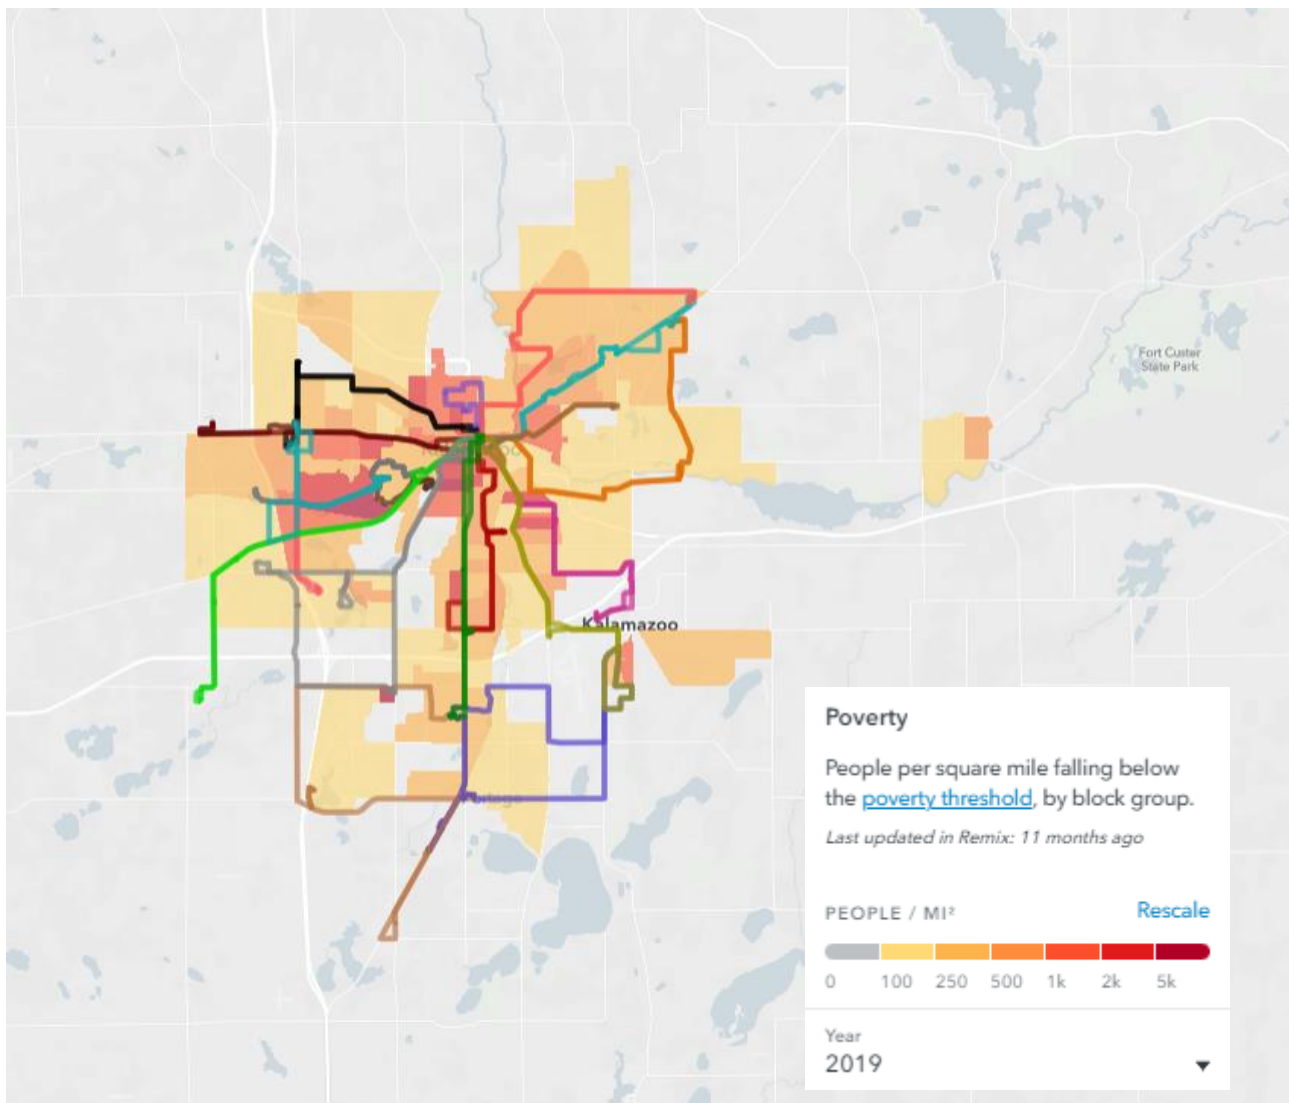 Fort Custer
State Park
Kalamazoo
Portage
Poverty
People per square mile falling below
the poverty threshold, by block group.
Last updated in Remix: 11 months ago
PEOPLE / MI²
Rescale
0 100 250 500 1k 2k 5k
Year
2019